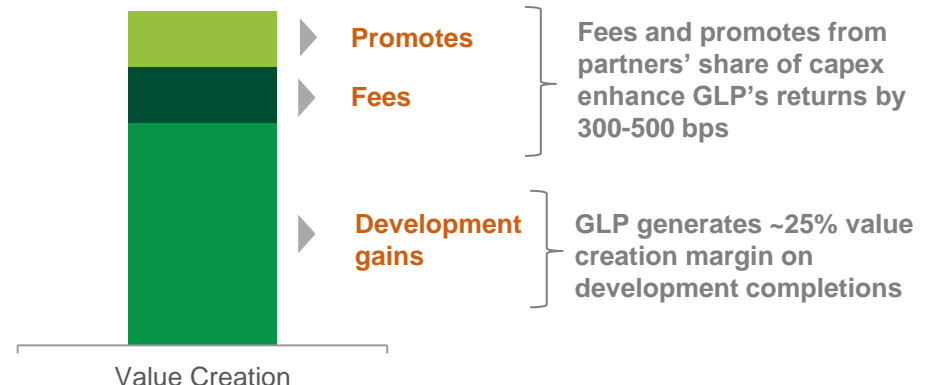 Promotes
Fees
Fees and promotes from
partners’ share of capex
enhance GLP’s returns by
300-500 bps
Development
gains
GLP generates ~25% value
creation margin on
development completions
Value Creation